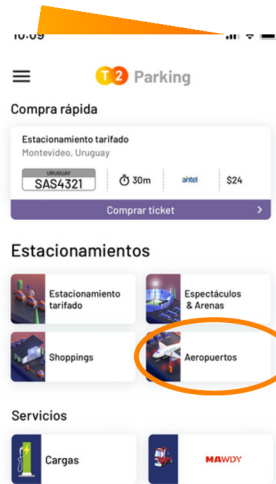 T2 Parking
Compra rápida
Estacionamiento tarifado
Montevideo, Uruguay
URUGUAY
SAS4321
30m
antel
$24
Comprar ticket
Estacionamientos
Estacionamiento
tarifado
Espectáculos
& Arenas
Shoppings
Aeropuertos
Servicios
Cargas
MAWDY